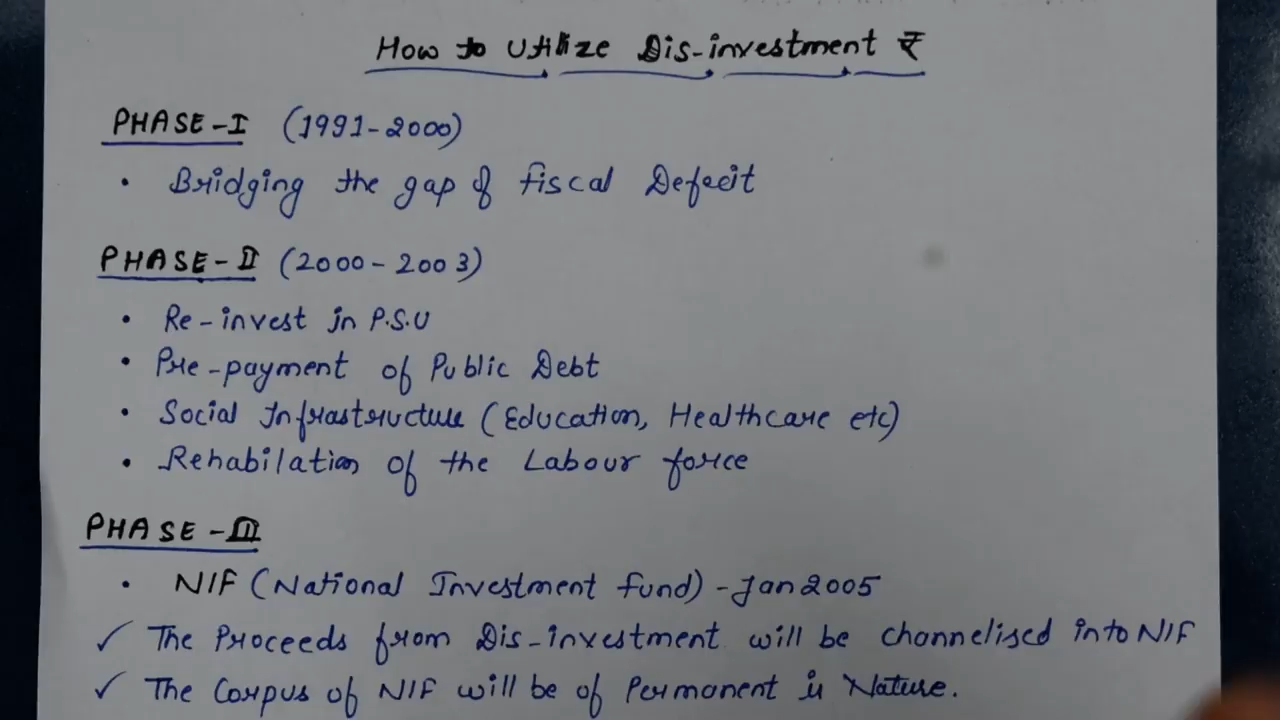 How to Utilize Dis-investment ₹
PHASE-I (1991-2000)
• Bridging the gap of fiscal Defecit
PHASE-II (2000-2003)
• Re-invest in P.S.U
• Pre-payment of Public Debt
• Social Infrastructure (Education, Healthcare etc)
• Rehabilation of the Labour force
PHASE-III
• NIF (National Investment fund) - Jan 2005
✓ The Proceeds from Dis-investment will be channelised into NIF
✓ The Corpus of NIF will be of Permanent in Nature.